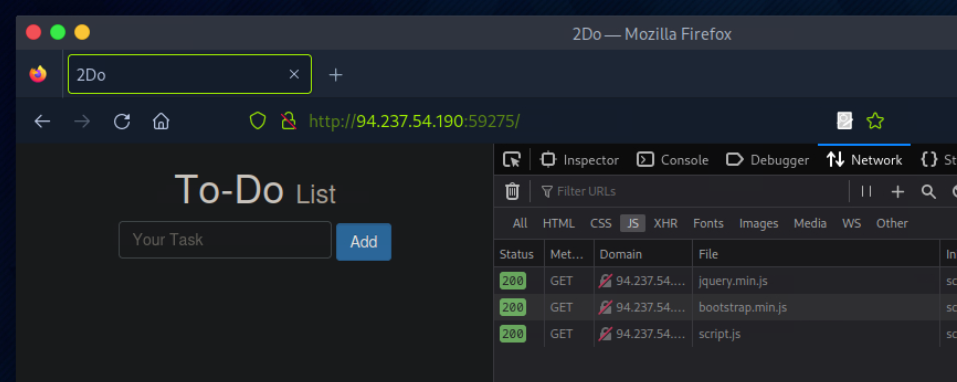 2Do — Mozilla Firefox
2Do
http://94.237.54.190:59275/
Inspector Console Debugger Network St
Filter URLs
All HTML CSS JS XHR Fonts Images Media WS Other
Status Met... Domain File In
200 GET 94.237.54.... jquery.min.js sc
200 GET 94.237.54.... bootstrap.min.js sc
200 GET 94.237.54.... script.js sc
To-Do List
Your Task Add